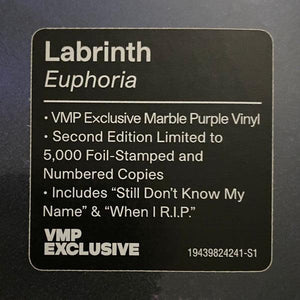 Labrinth
Euphoria
• VMP Exclusive Marble Purple Vinyl
• Second Edition Limited to
5,000 Foil-Stamped and
Numbered Copies
• Includes “Still Don’t Know My
Name” & “When I R.I.P.”
VMP
EXCLUSIVE
19439824241-S1